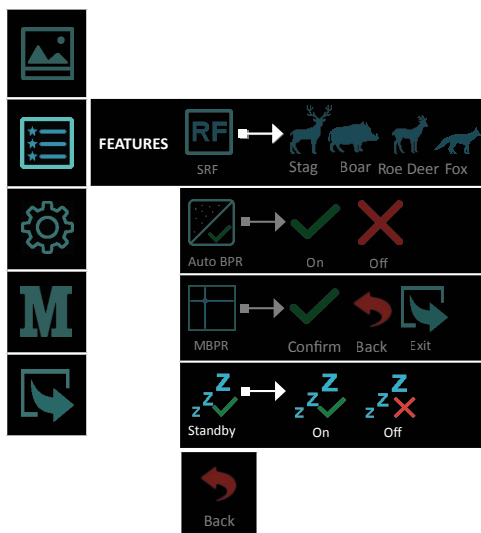 FEATURES
RF
SRF
Stag Boar Roe Deer Fox
Auto BPR On Off
MBPR Confirm Back Exit
M
z z Z z z Z z z Z
Standby On Off
Back